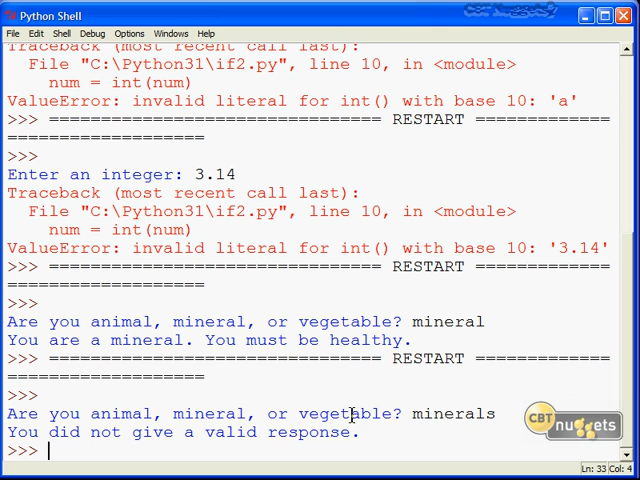 CBT Nuggets
Python Shell
File Edit Shell Debug Options Windows Help
Traceback (most recent call last):
File "C:\Python31\if2.py", line 10, in <module>
num = int(num)
ValueError: invalid literal for int() with base 10: 'a'
>>> ================================ RESTART =============
===================
>>>
Enter an integer: 3.14
Traceback (most recent call last):
File "C:\Python31\if2.py", line 10, in <module>
num = int(num)
ValueError: invalid literal for int() with base 10: '3.14'
>>> ================================ RESTART =============
===================
>>>
Are you animal, mineral, or vegetable? mineral
You are a mineral. You must be healthy.
>>> ================================ RESTART =============
===================
>>>
Are you animal, mineral, or vegetable? minerals
You did not give a valid response.
>>>
CBT nuggets
Ln: 33 Col: 4